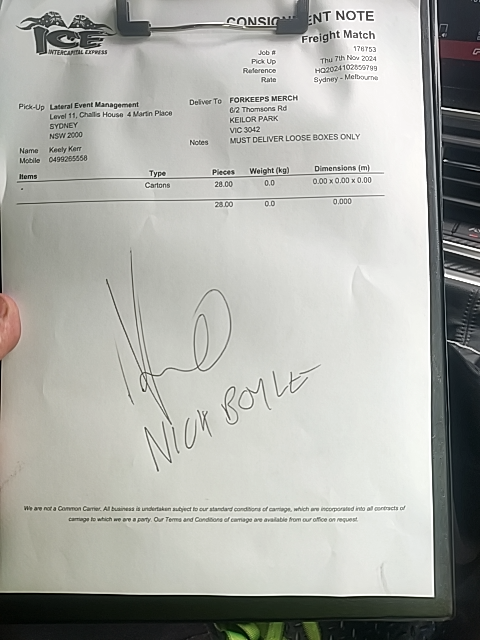 CONSIGNMENT NOTE
ICE
INTERCAPITAL EXPRESS
Freight Match
Job # 176753
Pick Up Thu 7th Nov 2024
Reference HQ2024102859799
Rate Sydney - Melbourne
Pick-Up Lateral Event Management
Level 11, Challis House 4 Martin Place
SYDNEY
NSW 2000
Name Keely Kerr
Mobile 0499265558
Deliver To FORKEEPS MERCH
6/2 Thomsons Rd
KEILOR PARK
VIC 3042
Notes MUST DELIVER LOOSE BOXES ONLY
Items Type Pieces Weight (kg) Dimensions (m)
- Cartons 28.00 0.0 0.00 x 0.00 x 0.00
28.00 0.0 0.000
NICK BOYLE
We are not a Common Carrier. All business is undertaken subject to our standard conditions of carriage, which are incorporated into all contracts of
carriage to which we are a party. Our Terms and Conditions of carriage are available from our office on request.